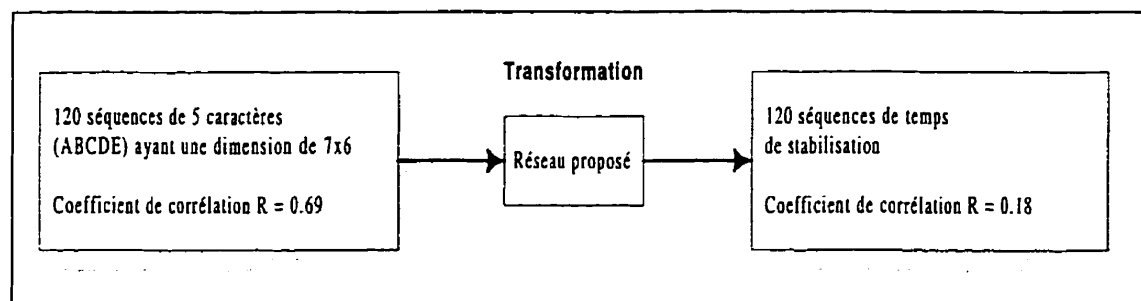 120 séquences de 5 caractères
(ABCDE) ayant une dimension de 7x6
Coefficient de corrélation R = 0.69
Transformation
Réseau proposé
120 séquences de temps
de stabilisation
Coefficient de corrélation R = 0.18